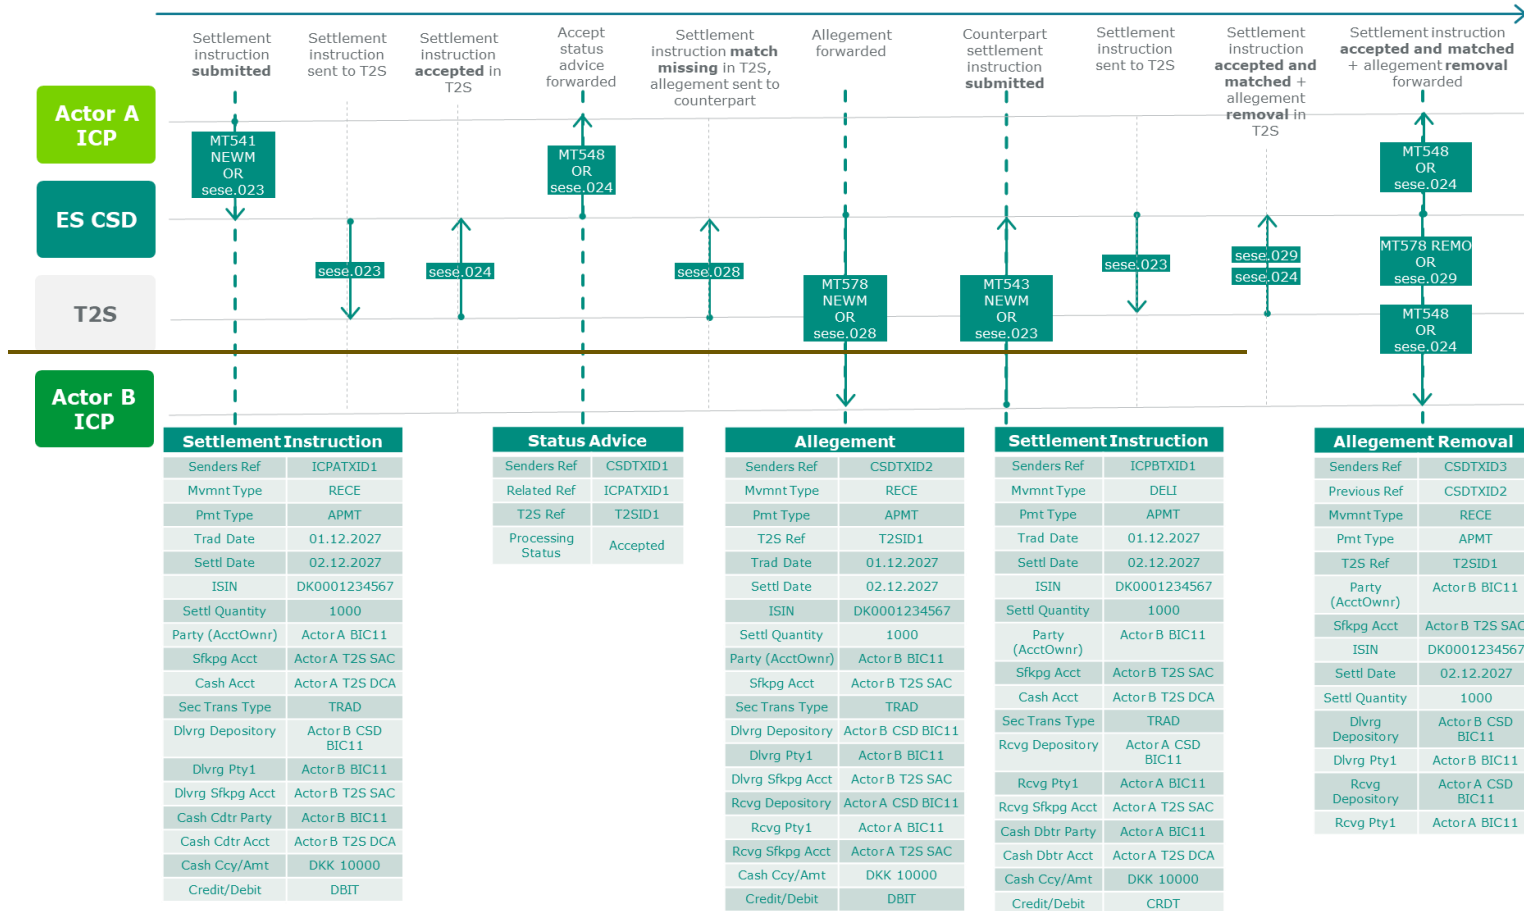 Settlement
instruction
submitted
Settlement
instruction
sent to T2S
Settlement
instruction
accepted in
T2S
Accept
status
advice
forwarded
Settlement
instruction match
missing in T2S,
allegement sent to
counterpart
Allegement
forwarded
Counterpart
settlement
instruction
submitted
Settlement
instruction
sent to T2S
Settlement
instruction
accepted and
matched +
allegement
removal in
T2S
Settlement instruction
accepted and matched
+ allegement removal
forwarded
Actor A
ICP
MT541
NEWM
OR
sese.023
MT548
OR
sese.024
MT548
OR
sese.024
ES CSD
sese.023
sese.024
sese.028
sese.023
sese.029
sese.024
MT578 REMO
OR
sese.029
T2S
MT578
NEWM
OR
sese.028
MT543
NEWM
OR
sese.023
MT548
OR
sese.024
Actor B
ICP
Settlement Instruction
Senders Ref ICPATXID1
Mvmnt Type RECE
Pmt Type APMT
Trad Date 01.12.2027
Settl Date 02.12.2027
ISIN DK0001234567
Settl Quantity 1000
Party (AcctOwnr) Actor A BIC11
Sfkpg Acct Actor A T2S SAC
Cash Acct Actor A T2S DCA
Sec Trans Type TRAD
Dlvrg Depository Actor B CSD
BIC11
Dlvrg Pty1 Actor B BIC11
Dlvrg Sfkpg Acct Actor B T2S SAC
Cash Cdtr Party Actor B BIC11
Cash Cdtr Acct Actor B T2S DCA
Cash Ccy/Amt DKK 10000
Credit/Debit DBIT
Status Advice
Senders Ref CSDTXID1
Related Ref ICPATXID1
T2S Ref T2SID1
Processing
Status Accepted
Allegement
Senders Ref CSDTXID2
Mvmnt Type RECE
Pmt Type APMT
T2S Ref T2SID1
Trad Date 01.12.2027
Settl Date 02.12.2027
ISIN DK0001234567
Settl Quantity 1000
Party (AcctOwnr) Actor B BIC11
Sfkpg Acct Actor B T2S SAC
Sec Trans Type TRAD
Dlvrg Depository Actor B CSD BIC11
Dlvrg Pty1 Actor B BIC11
Dlvrg Sfkpg Acct Actor B T2S SAC
Rcvg Depository Actor A CSD BIC11
Rcvg Pty1 Actor A BIC11
Rcvg Sfkpg Acct Actor A T2S SAC
Cash Ccy/Amt DKK 10000
Credit/Debit DBIT
Settlement Instruction
Senders Ref ICPBTXID1
Mvmnt Type DELI
Pmt Type APMT
Trad Date 01.12.2027
Settl Date 02.12.2027
ISIN DK0001234567
Settl Quantity 1000
Party Actor B BIC11
(AcctOwnr)
Sfkpg Acct Actor B T2S SAC
Cash Acct Actor B T2S DCA
Sec Trans Type TRAD
Rcvg Depository Actor A CSD
BIC11
Rcvg Pty1 Actor A BIC11
Rcvg Sfkpg Acct Actor A T2S SAC
Cash Dbtr Party Actor A BIC11
Cash Dbtr Acct Actor A T2S DCA
Cash Ccy/Amt DKK 10000
Credit/Debit CRDT
Allegement Removal
Senders Ref CSDTXID3
Previous Ref CSDTXID2
Mvmnt Type RECE
Pmt Type APMT
T2S Ref T2SID1
Party Actor B BIC11
(AcctOwnr)
Sfkpg Acct Actor B T2S SAC
ISIN DK0001234567
Settl Date 02.12.2027
Settl Quantity 1000
Dlvrg Actor B CSD
Depository BIC11
Dlvrg Pty1 Actor B BIC11
Rcvg Actor A CSD
Depository BIC11
Rcvg Pty1 Actor A BIC11